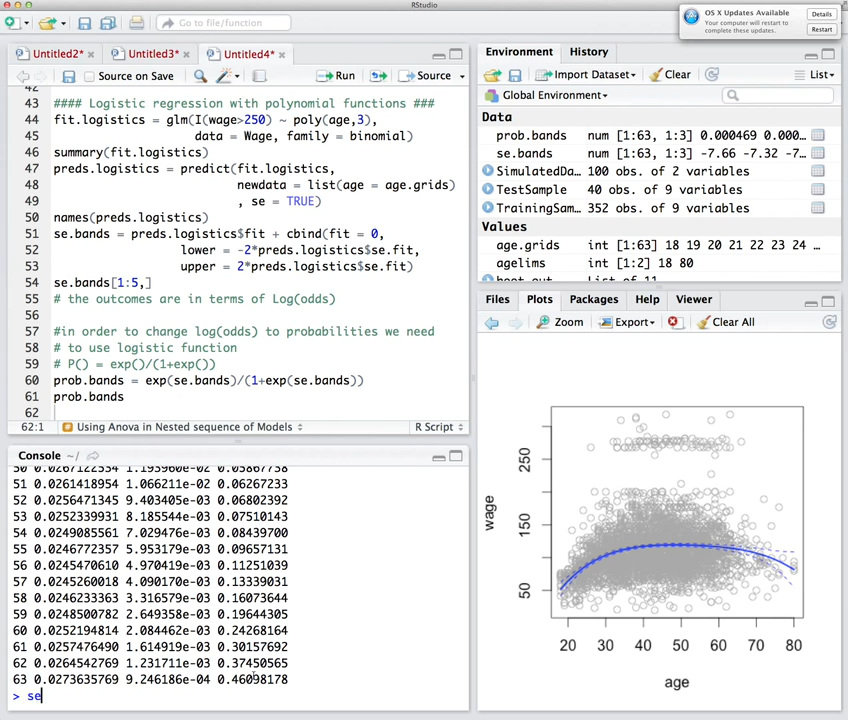 RStudio
Go to file/function
OS X Updates Available
Your computer will restart to complete these updates.
Details
Restart
Untitled2*
Untitled3*
Untitled4*
Source on Save
Run
Source
43 #### Logistic regression with polynomial functions ###
44 fit.logistics = glm(I(wage>250) ~ poly(age,3),
45 data = Wage, family = binomial)
46 summary(fit.logistics)
47 preds.logistics = predict(fit.logistics,
48 newdata = list(age = age.grids)
49 , se = TRUE)
50 names(preds.logistics)
51 se.bands = preds.logistics$fit + cbind(fit = 0,
52 lower = -2*preds.logistics$se.fit,
53 upper = 2*preds.logistics$se.fit)
54 se.bands[1:5,]
55 # the outcomes are in terms of Log(odds)
56
57 #in order to change log(odds) to probabilities we need
58 # to use logistic function
59 # P() = exp()/(1+exp())
60 prob.bands = exp(se.bands)/(1+exp(se.bands))
61 prob.bands
62
62:1 Using Anova in Nested sequence of Models R Script
Console ~/
51 0.0261418954 1.066211e-02 0.06267233
52 0.0256471345 9.403405e-03 0.06802392
53 0.0252339931 8.185544e-03 0.07510143
54 0.0249085561 7.029476e-03 0.08439700
55 0.0246772357 5.953179e-03 0.09657131
56 0.0245470610 4.970419e-03 0.11251039
57 0.0245260018 4.090170e-03 0.13339031
58 0.0246233363 3.316579e-03 0.16073644
59 0.0248500782 2.649358e-03 0.19644305
60 0.0252194814 2.084462e-03 0.24268164
61 0.0257476490 1.614919e-03 0.30157692
62 0.0264542769 1.231711e-03 0.37450565
63 0.0273635769 9.246186e-04 0.46098178
> se
Environment History
Import Dataset Clear List
Global Environment
Data
prob.bands num [1:63, 1:3] 0.000469 0.000...
se.bands num [1:63, 1:3] -7.66 -7.32 -7...
SimulatedDa... 100 obs. of 2 variables
TestSample 40 obs. of 9 variables
TrainingSam... 352 obs. of 9 variables
Values
age.grids int [1:63] 18 19 20 21 22 23 24 ...
agelims int [1:2] 18 80
Files Plots Packages Help Viewer
Zoom Export Clear All
250
150
50
wage
20 30 40 50 60 70 80
age